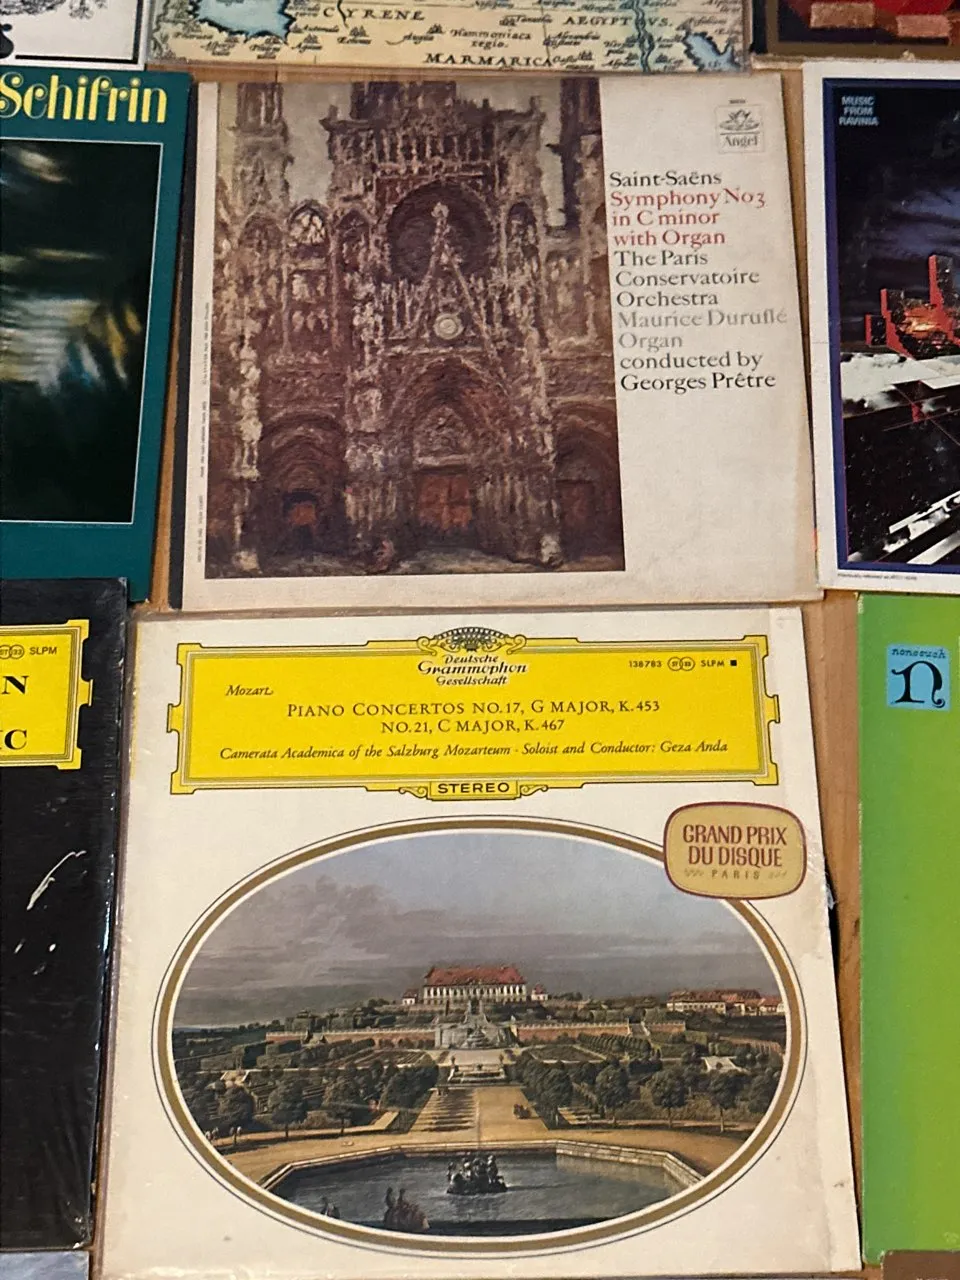 CYRENE
AEGYPTVS.
Hammoniaca
regio.
MARMARICA
Schifrin
Angel
Saint-Saëns
Symphony No 3
in C minor
with Organ
The Paris
Conservatoire
Orchestra
Maurice Duruflé
Organ
conducted by
Georges Prêtre
MUSIC
FROM
RAVINIA
SLPM
N
IC
Deutsche
Grammophon
Gesellschaft
138783 SLPM
Mozart
PIANO CONCERTOS NO. 17, G MAJOR, K. 453
NO. 21, C MAJOR, K. 467
Camerata Academica of the Salzburg Mozarteum · Soloist and Conductor: Geza Anda
STEREO
GRAND PRIX
DU DISQUE
PARIS
nonesuch
n